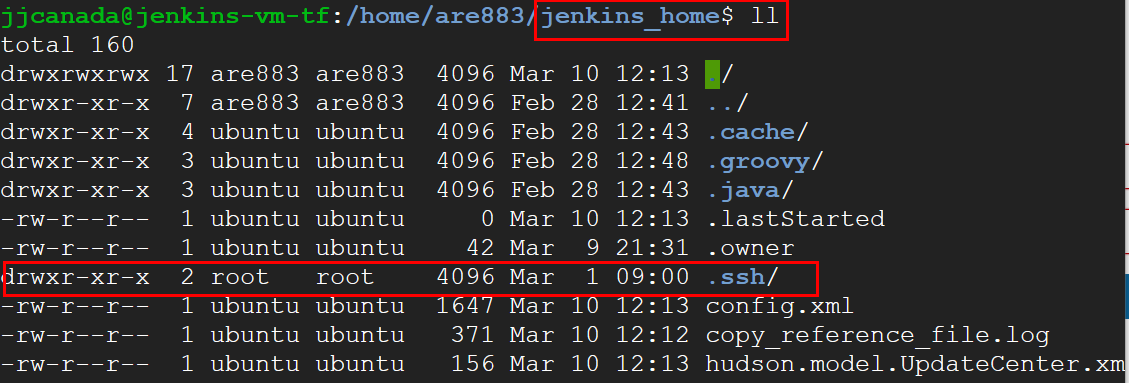 jjcanada@jenkins-vm-tf:/home/are883/jenkins_home$ ll
total 160
drwxrwxrwx 17 are883 are883  4096 Mar 10 12:13 ./
drwxr-xr-x  7 are883 are883  4096 Feb 28 12:41 ../
drwxr-xr-x  4 ubuntu ubuntu  4096 Feb 28 12:43 .cache/
drwxr-xr-x  3 ubuntu ubuntu  4096 Feb 28 12:48 .groovy/
drwxr-xr-x  3 ubuntu ubuntu  4096 Feb 28 12:43 .java/
-rw-r--r--  1 ubuntu ubuntu     0 Mar 10 12:13 .lastStarted
-rw-r--r--  1 ubuntu ubuntu    42 Mar  9 21:31 .owner
drwxr-xr-x  2 root   root    4096 Mar  1 09:00 .ssh/
-rw-r--r--  1 ubuntu ubuntu  1647 Mar 10 12:13 config.xml
-rw-r--r--  1 ubuntu ubuntu   371 Mar 10 12:12 copy_reference_file.log
-rw-r--r--  1 ubuntu ubuntu   156 Mar 10 12:13 hudson.model.UpdateCenter.xm